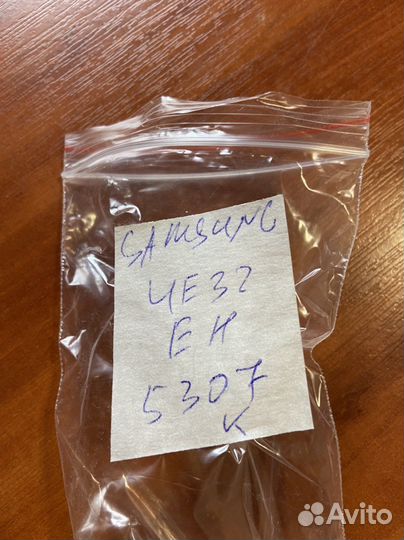 SAMSUNG
UE32
EH
5307
K
Avito